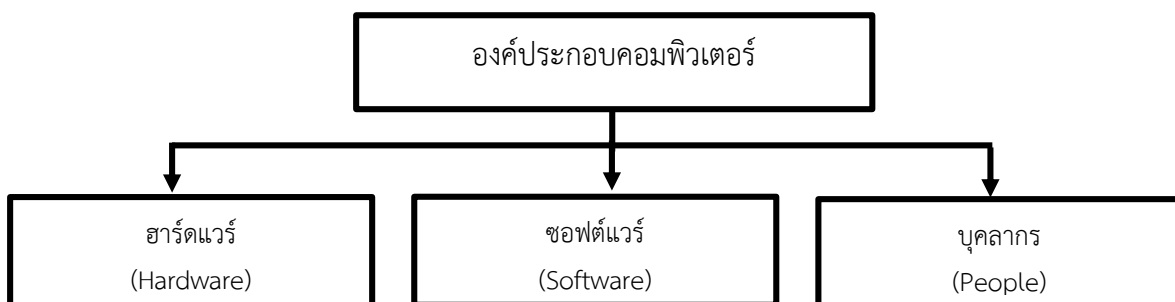 องค์ประกอบคอมพิวเตอร์
ฮาร์ดแวร์
(Hardware)
ซอฟต์แวร์
(Software)
บุคลากร
(People)